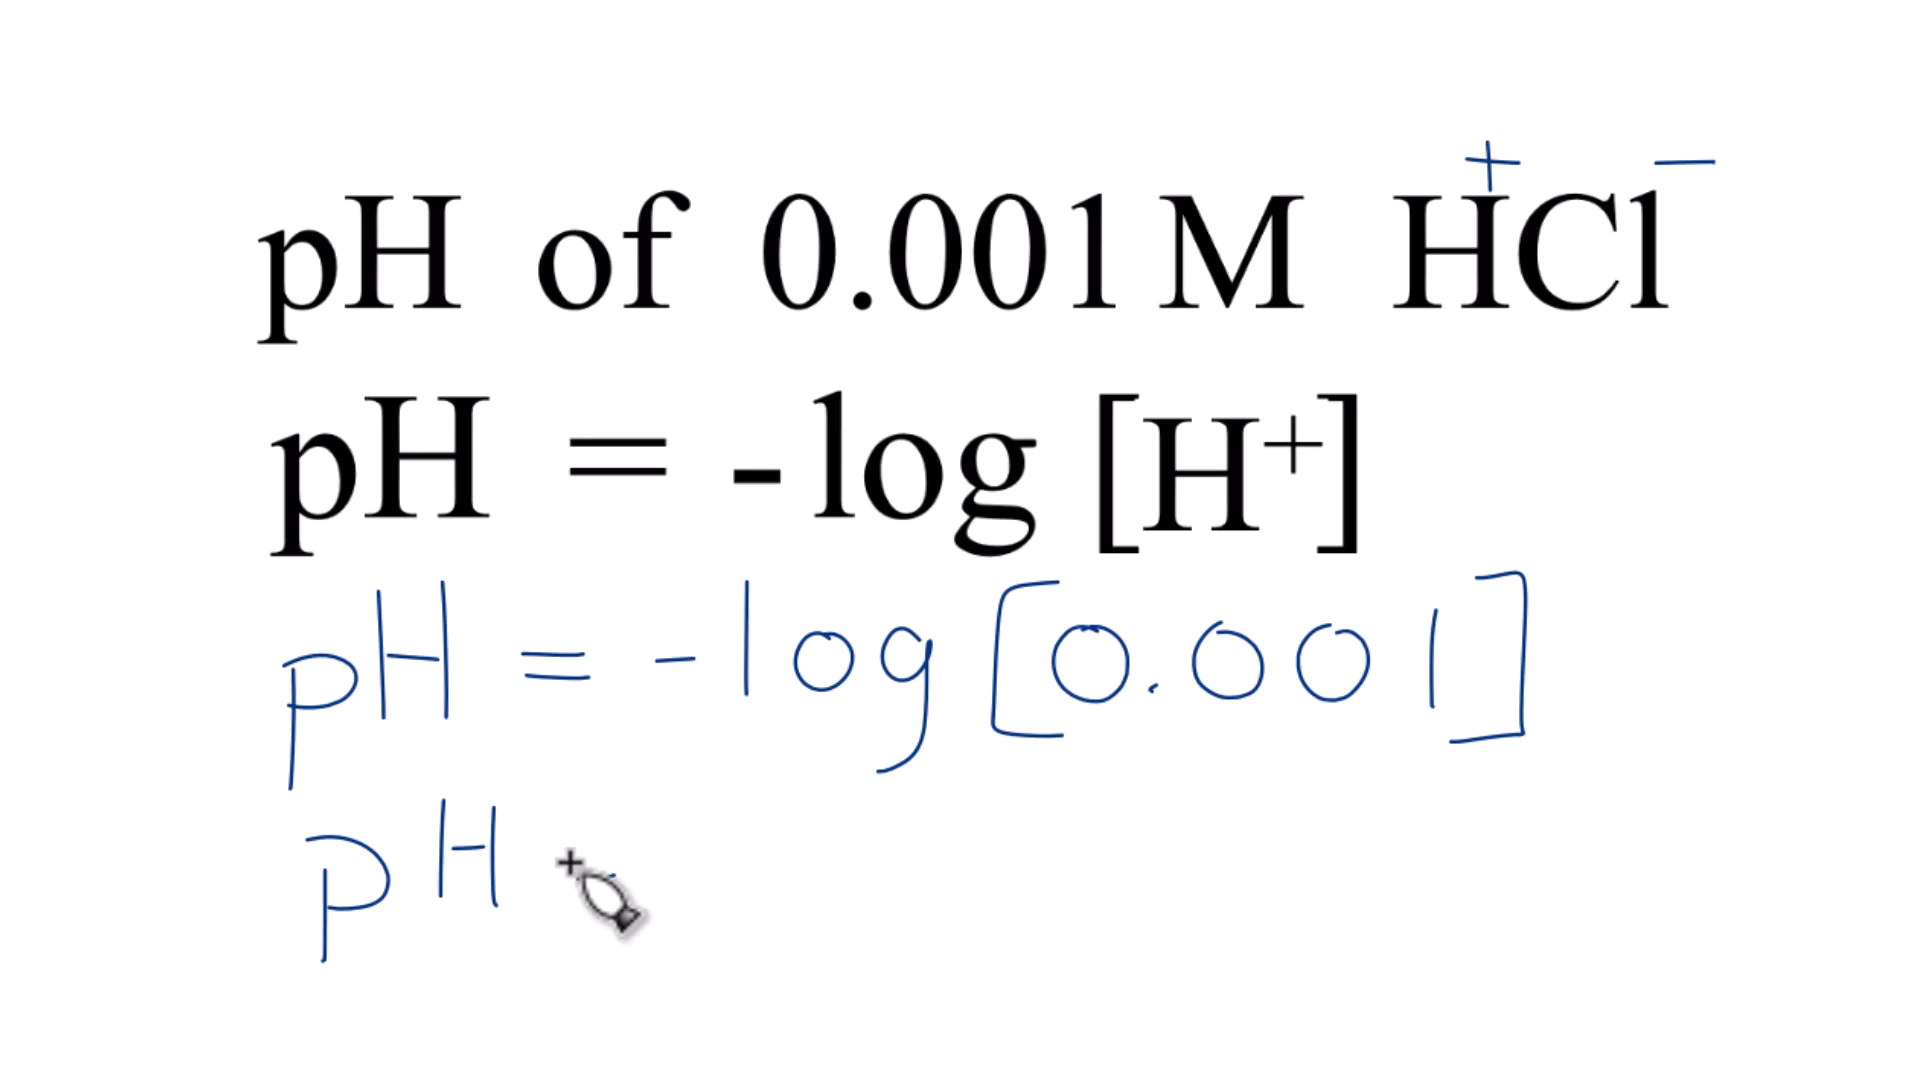 + −
pH of 0.001 M HCl
pH = -log [H⁺]
pH = -log[0.001]
pH